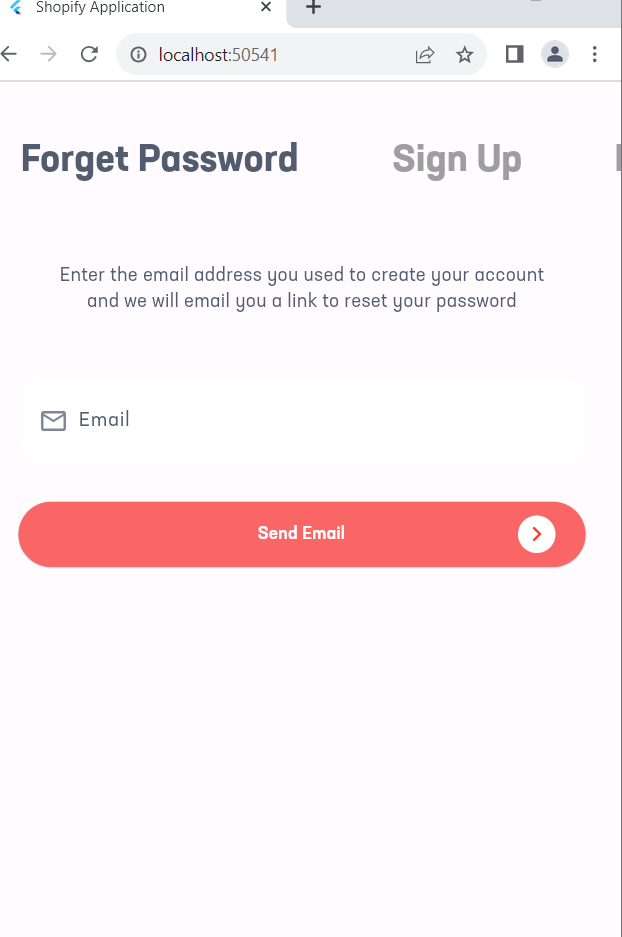 Shopify Application
localhost:50541
Forget Password
Sign Up
Enter the email address you used to create your account
and we will email you a link to reset your password
Email
Send Email